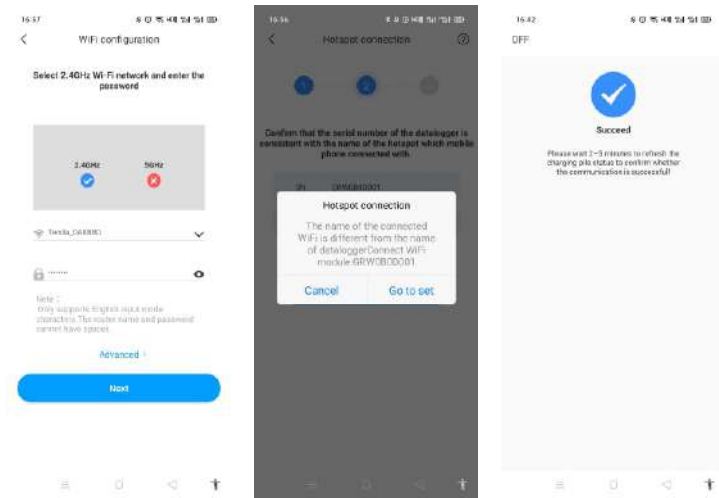 16:57
WiFi configuration
Select 2.4GHz Wi-Fi network and enter the
password
2.4GHz
5GHz
Note :
Only supports English input mode
characters. The router name and password
cannot have spaces
Advanced >
Next
16:56
Hotspot connection
1
2
Confirm that the serial number of the datalogger is
consistent with the name of the hotspot which mobile
phone connected with.
SN
Hotspot connection
The name of the connected
WiFi is different from the name
of dataloggerConnect WiFi
module:GRW0B0D001.
Cancel
Go to set
16:42
OFF
Succeed
Please wait 2~3 minutes to refresh the
charging pile status to confirm whether
the communication is successful!